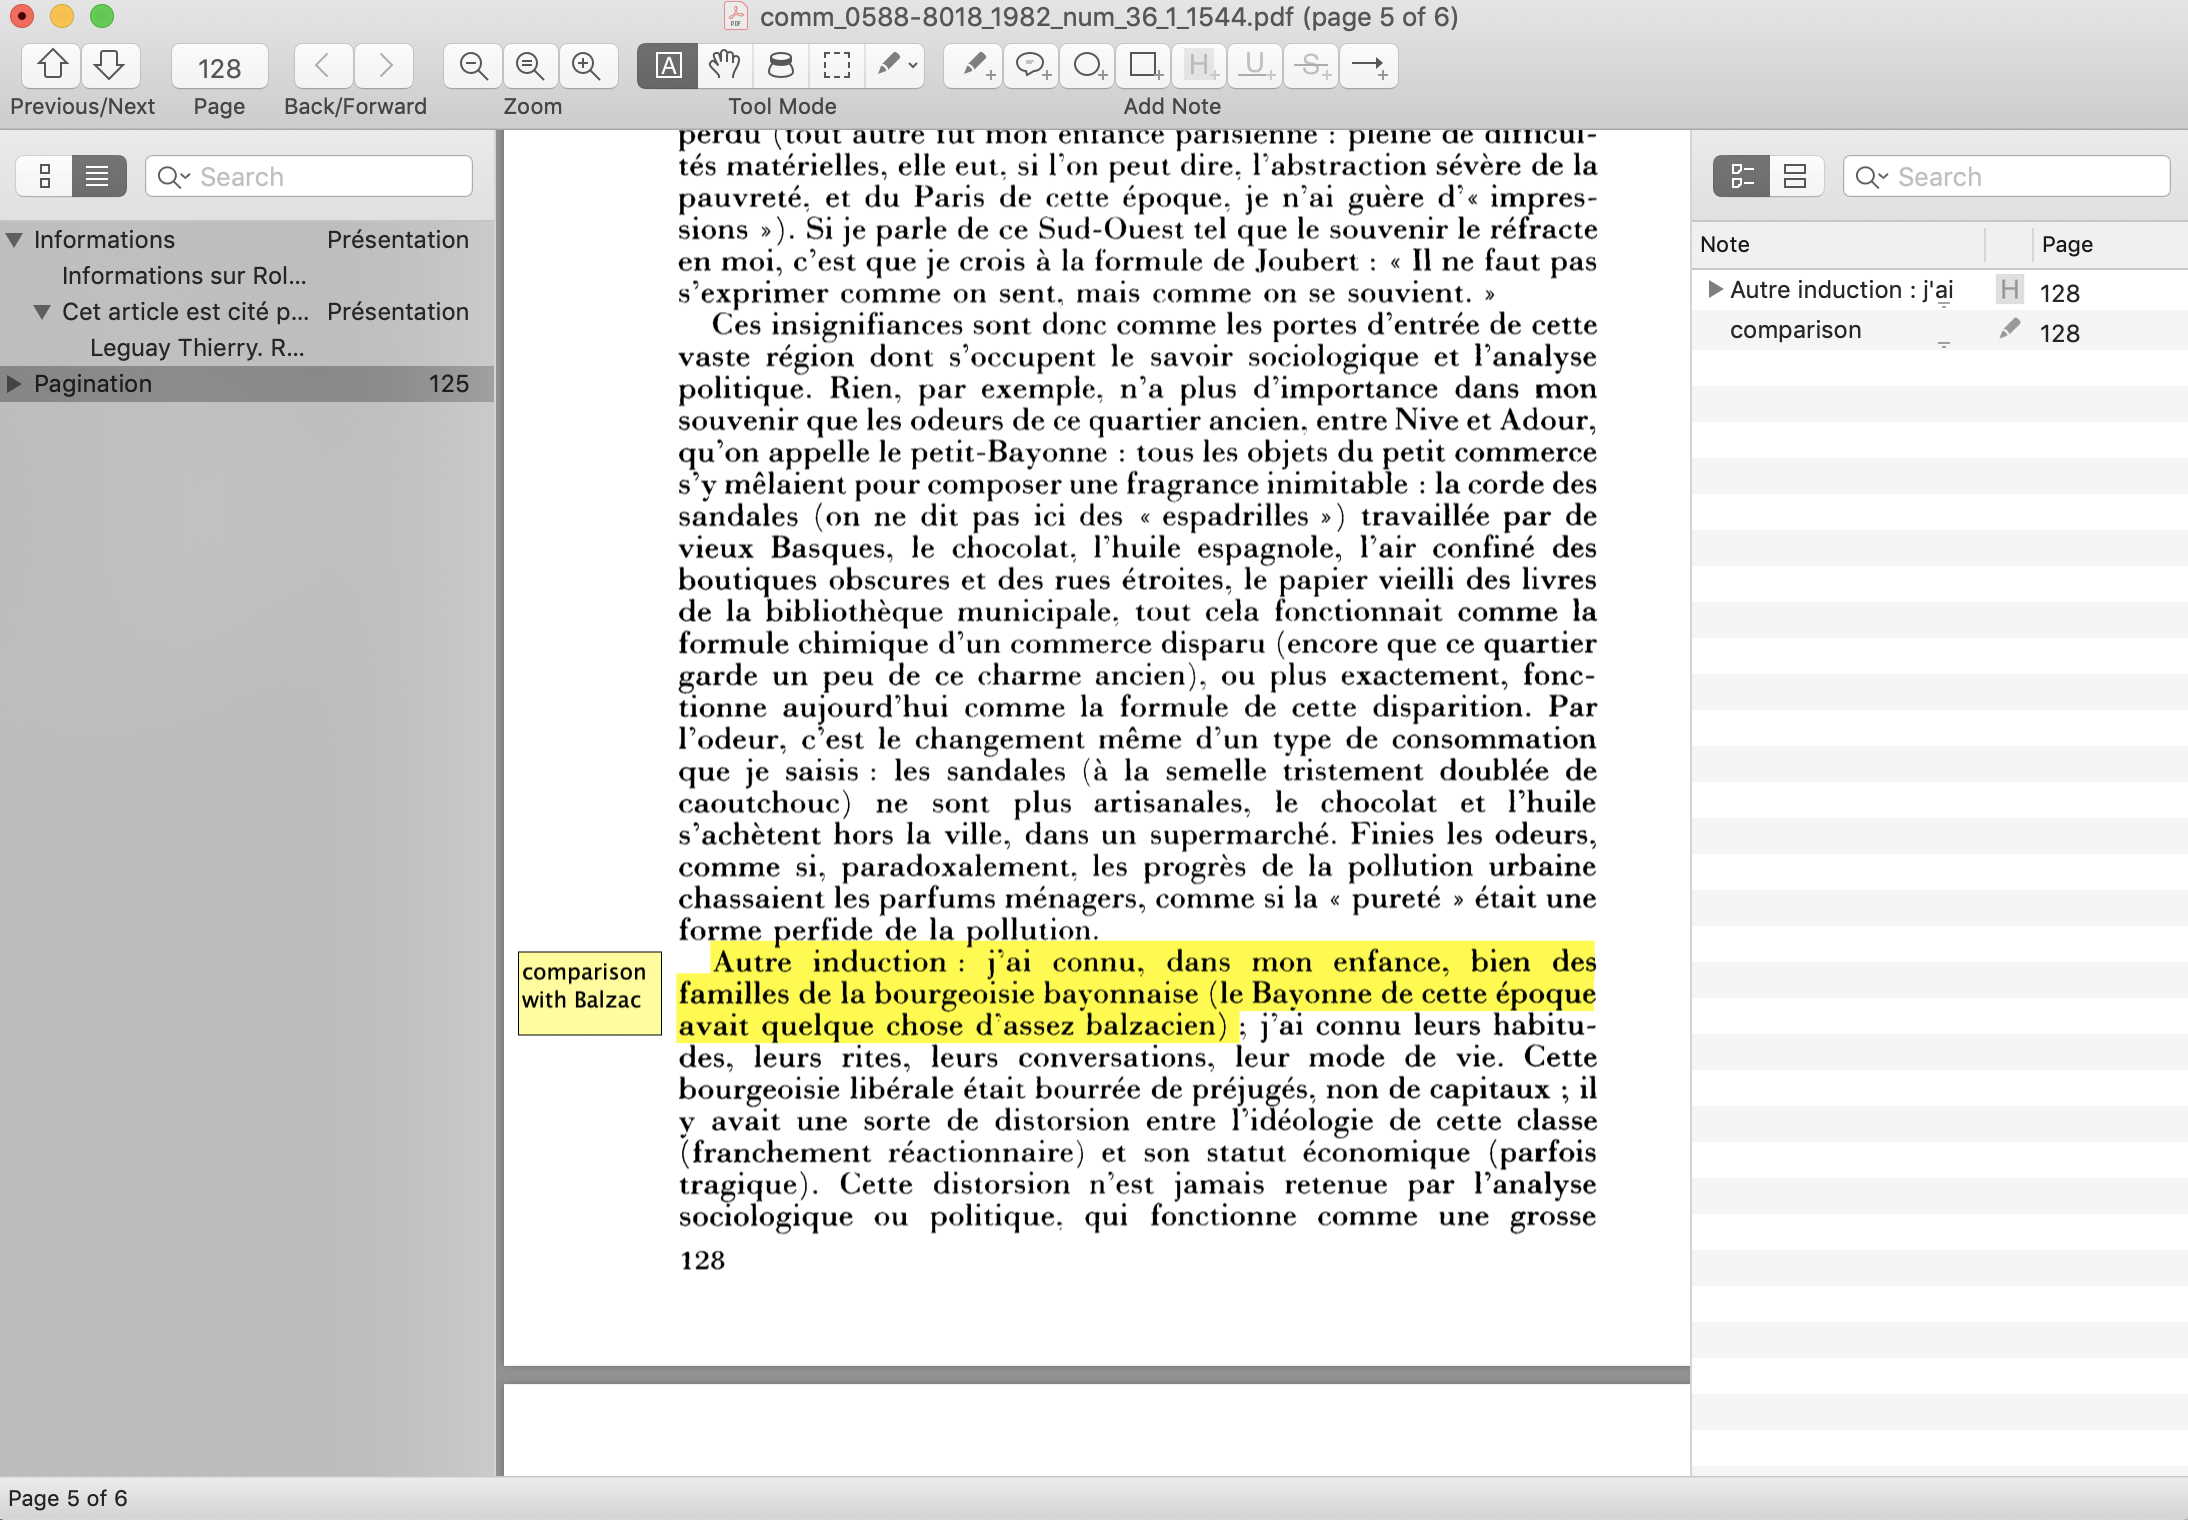 comm_0588-8018_1982_num_36_1_1544.pdf (page 5 of 6)
128
A
H
U
S
Previous/Next
Page
Back/Forward
Zoom
Tool Mode
Add Note
Search
Informations Présentation
Informations sur Rol...
Cet article est cité p... Présentation
Leguay Thierry. R...
Pagination 125
perdu (tout autre fut mon enfance parisienne : pleine de difficul-
tés matérielles, elle eut, si l'on peut dire, l'abstraction sévère de la
pauvreté, et du Paris de cette époque, je n'ai guère d'« impres-
sions »). Si je parle de ce Sud-Ouest tel que le souvenir le réfracte
en moi, c'est que je crois à la formule de Joubert : « Il ne faut pas
s'exprimer comme on sent, mais comme on se souvient. »
Ces insignifiances sont donc comme les portes d'entrée de cette
vaste région dont s'occupent le savoir sociologique et l'analyse
politique. Rien, par exemple, n'a plus d'importance dans mon
souvenir que les odeurs de ce quartier ancien, entre Nive et Adour,
qu'on appelle le petit-Bayonne : tous les objets du petit commerce
s'y mêlaient pour composer une fragrance inimitable : la corde des
sandales (on ne dit pas ici des « espadrilles ») travaillée par de
vieux Basques, le chocolat, l'huile espagnole, l'air confiné des
boutiques obscures et des rues étroites, le papier vieilli des livres
de la bibliothèque municipale, tout cela fonctionnait comme la
formule chimique d'un commerce disparu (encore que ce quartier
garde un peu de ce charme ancien), ou plus exactement, fonc-
tionne aujourd'hui comme la formule de cette disparition. Par
l'odeur, c'est le changement même d'un type de consommation
que je saisis : les sandales (à la semelle tristement doublée de
caoutchouc) ne sont plus artisanales, le chocolat et l'huile
s'achètent hors la ville, dans un supermarché. Finies les odeurs,
comme si, paradoxalement, les progrès de la pollution urbaine
chassaient les parfums ménagers, comme si la « pureté » était une
forme perfide de la pollution.
Autre induction : j'ai connu, dans mon enfance, bien des
familles de la bourgeoisie bayonnaise (le Bayonne de cette époque
avait quelque chose d'assez balzacien) ; j'ai connu leurs habitu-
des, leurs rites, leurs conversations, leur mode de vie. Cette
bourgeoisie libérale était bourrée de préjugés, non de capitaux ; il
y avait une sorte de distorsion entre l'idéologie de cette classe
(franchement réactionnaire) et son statut économique (parfois
tragique). Cette distorsion n'est jamais retenue par l'analyse
sociologique ou politique, qui fonctionne comme une grosse
128
comparison
with Balzac
Search
Note Page
Autre induction : j'ai H 128
comparison 128
Page 5 of 6